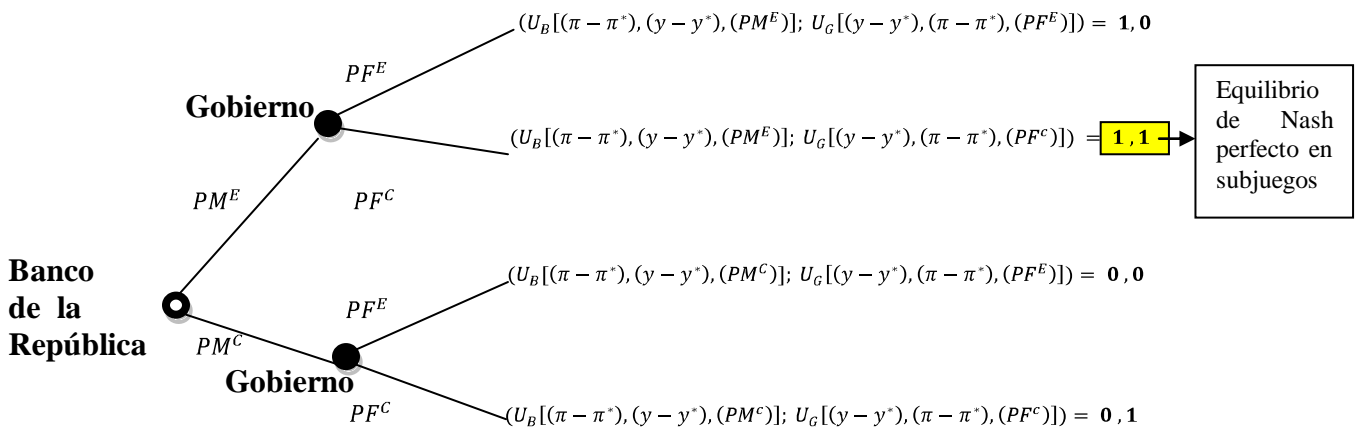 (U_B[(π − π*), (y − y*), (PM^E)]; U_G[(y − y*), (π − π*), (PF^E)]) = 1,0
PF^E
Gobierno
(U_B[(π − π*), (y − y*), (PM^E)]; U_G[(y − y*), (π − π*), (PF^c)]) = 1,1
Equilibrio
de Nash
perfecto en
subjuegos
PM^E
PF^C
Banco
de la
República
(U_B[(π − π*), (y − y*), (PM^C)]; U_G[(y − y*), (π − π*), (PF^E)]) = 0,0
PF^E
PM^C
Gobierno
PF^C
(U_B[(π − π*), (y − y*), (PM^c)]; U_G[(y − y*), (π − π*), (PF^c)]) = 0,1